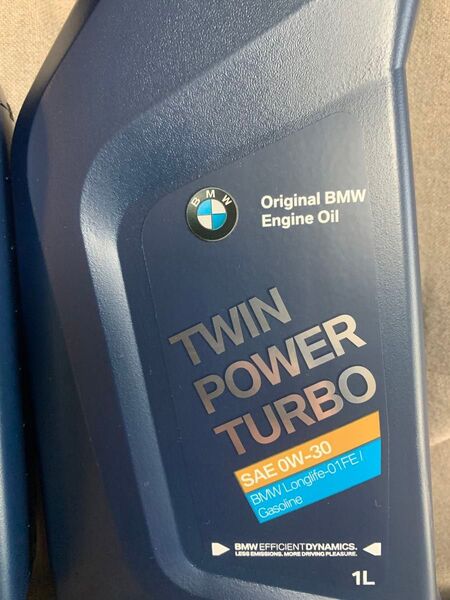 BMW
Original BMW
Engine Oil
TWIN
POWER
TURBO
SAE 0W-30
BMW Longlife-01FE /
Gasoline
BMW EFFICIENTDYNAMICS.
LESS EMISSIONS. MORE DRIVING PLEASURE.
1L